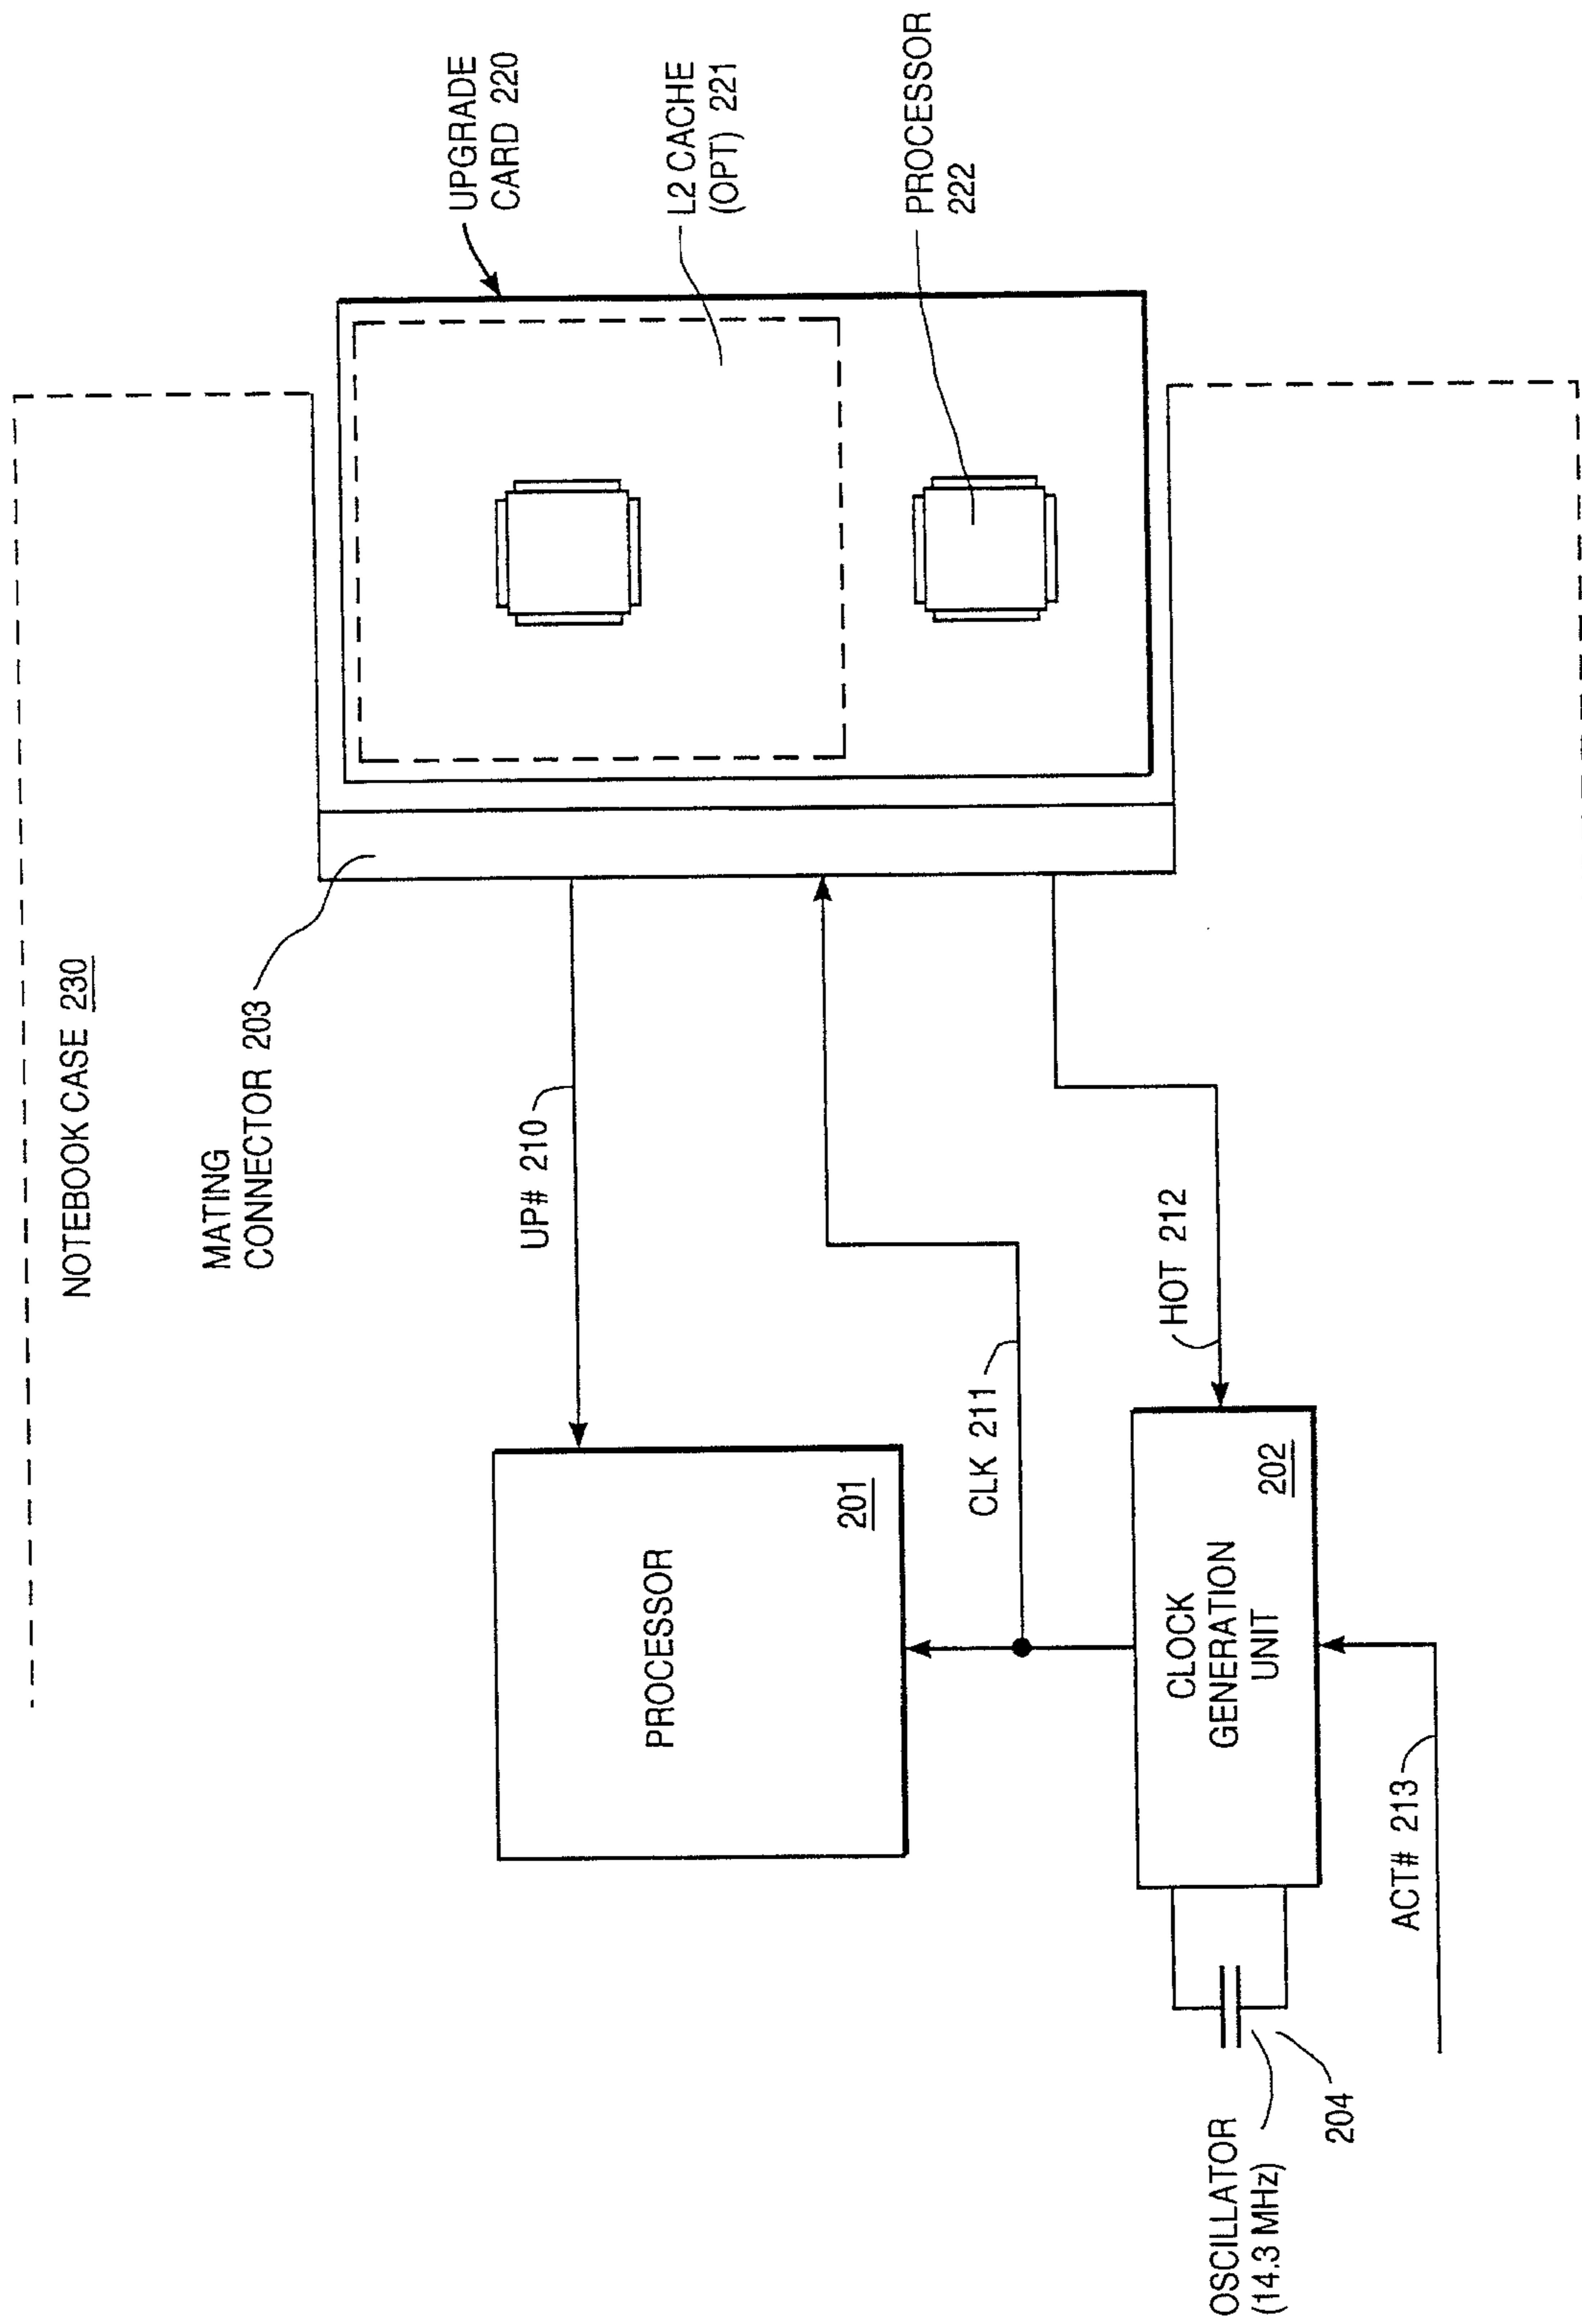 NOTEBOOK CASE 230
MATING
CONNECTOR 203
UPGRADE
CARD 220
L2 CACHE
(OPT) 221
PROCESSOR
222
UP# 210
PROCESSOR
201
CLK 211
HOT 212
CLOCK
GENERATION
UNIT
202
ACT# 213
OSCILLATOR
(14.3 MHz)
204